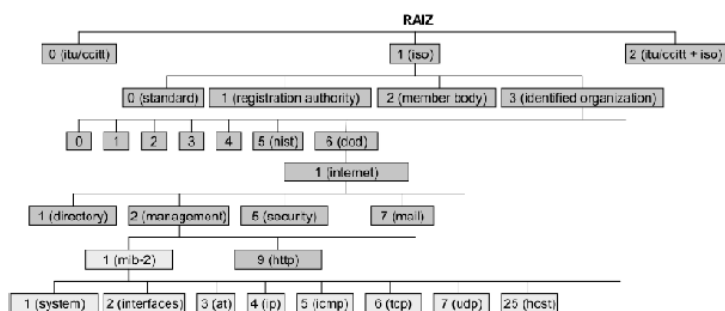 RAIZ
0 (itu/ccitt) 1 (iso) 2 (itu/ccitt + iso)
0 (standard) 1 (registration authority) 2 (member body) 3 (identified organization)
0 1 2 3 4 5 (nist) 6 (dod)
1 (internet)
1 (directory) 2 (management) 5 (security) 7 (mail)
1 (mib-2) 9 (http)
1 (system) 2 (interfaces) 3 (at) 4 (ip) 5 (icmp) 6 (tcp) 7 (udp) 25 (host)